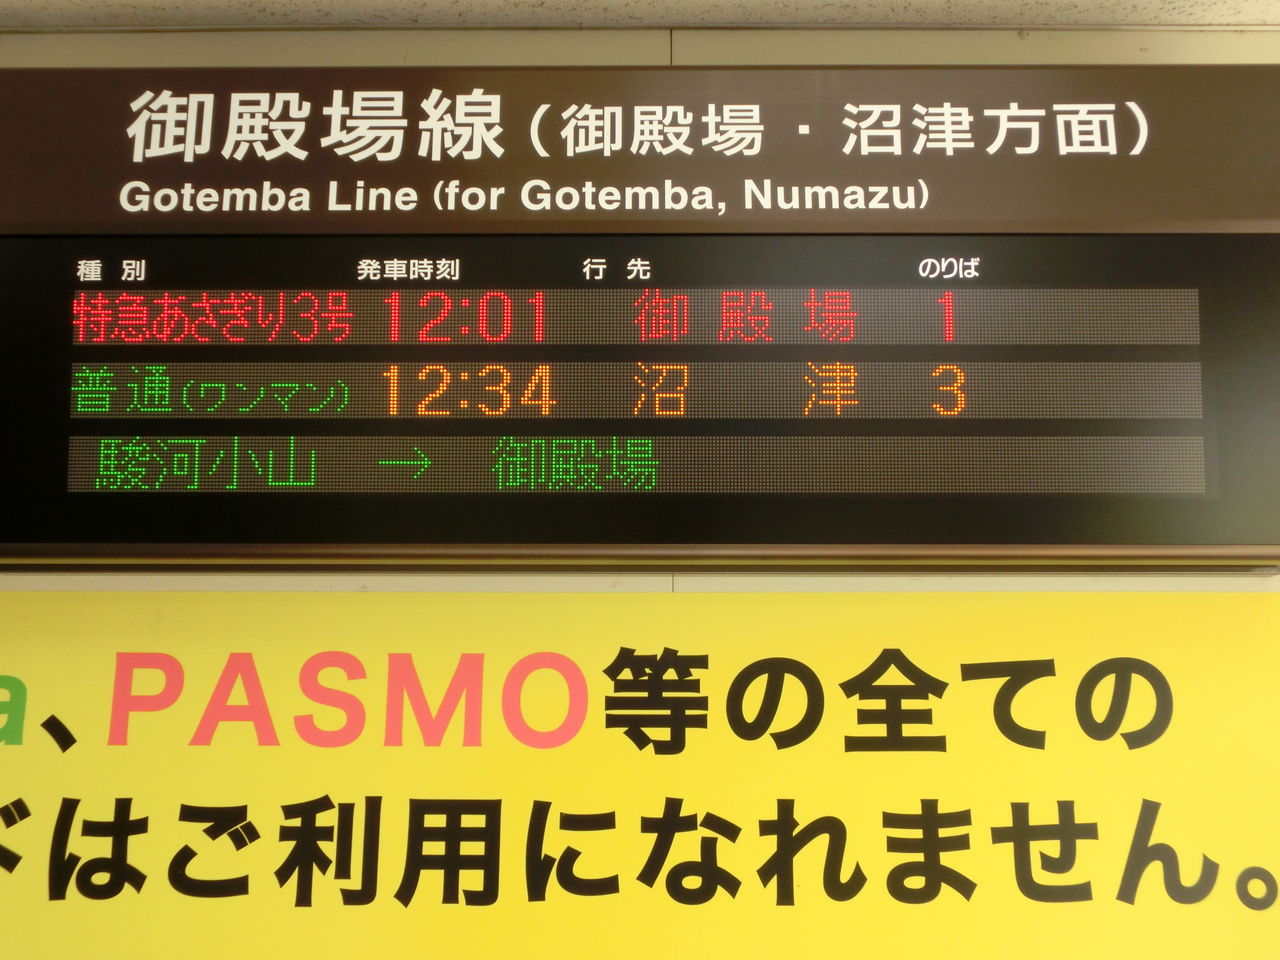 御殿場線(御殿場・沼津方面)
Gotemba Line (for Gotemba, Numazu)
種別 発車時刻 行先 のりば
特急あさぎり3号 12:01 御殿場 1
普通(ワンマン) 12:34 沼津 3
駿河小山 → 御殿場
a、PASMO等の全ての
ドはご利用になれません。